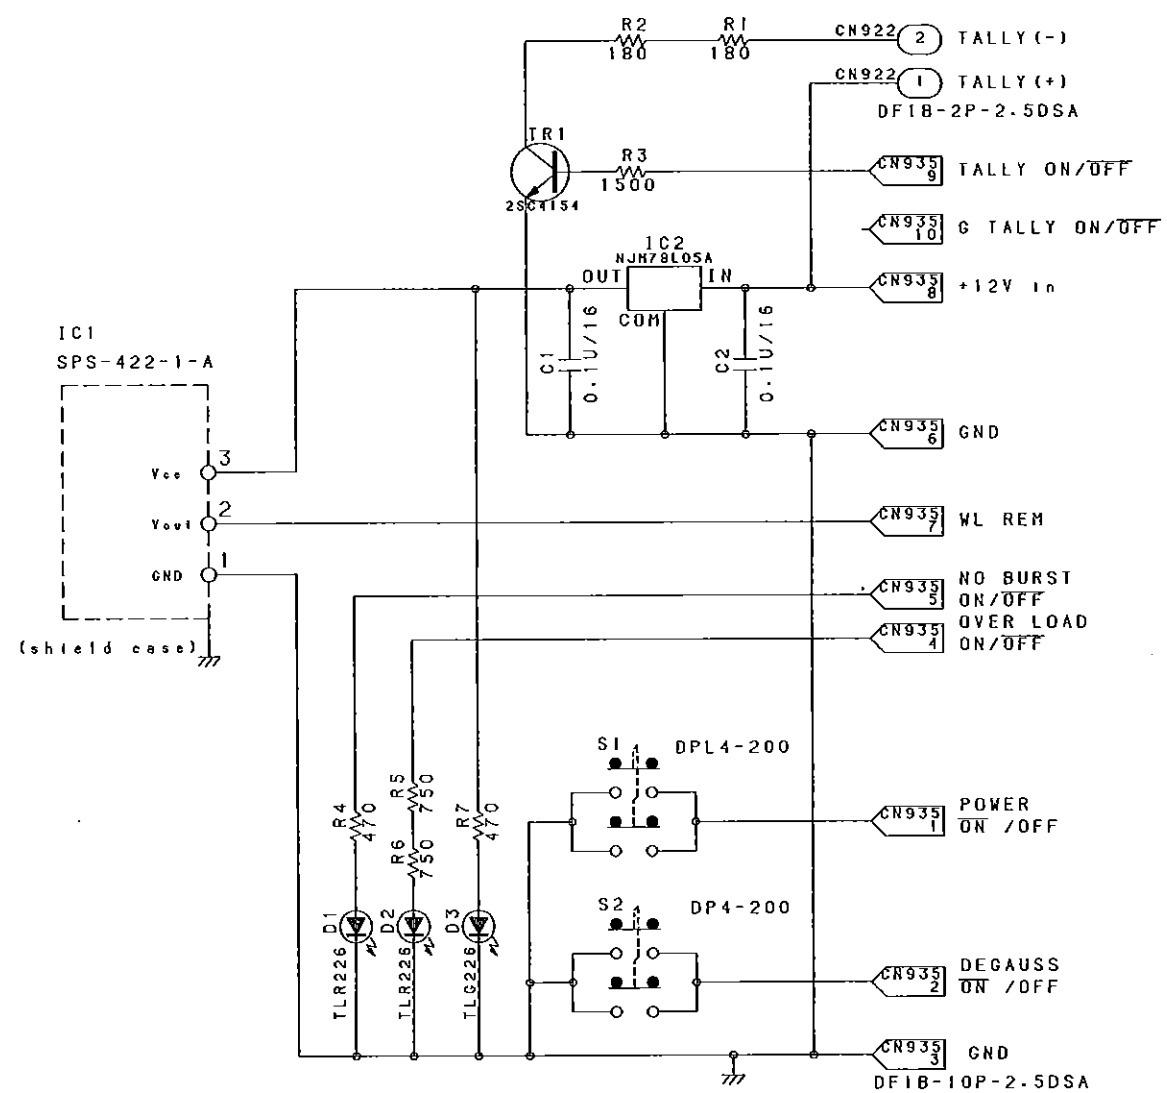 R2 R1 CN922 2 TALLY(-)
180 180
CN922 1 TALLY(+)
DF1B-2P-2.5DSA
TR1
R3 CN935 9 TALLY ON/OFF
1500
2SC4154
CN935 10 G TALLY ON/OFF
IC2
NJM78L05A
OUT IN CN935 8 +12V in
COM
C1 0.1U/16 C2 0.1U/16
IC1
SPS-422-1-A
CN935 6 GND
Vcc 3
Vout 2 CN935 7 WL REM
GND 1
CN935 5 NO BURST
ON/OFF
CN935 4 OVER LOAD
ON/OFF
(shield case)
S1 DPL4-200
R4 470 R5 750 R7 470
R6 750
CN935 1 POWER
ON /OFF
S2 DP4-200
D1 D2 D3
TLR226 TLR226 TLG226
CN935 2 DEGAUSS
ON /OFF
CN935 3 GND
DF1B-10P-2.5DSA